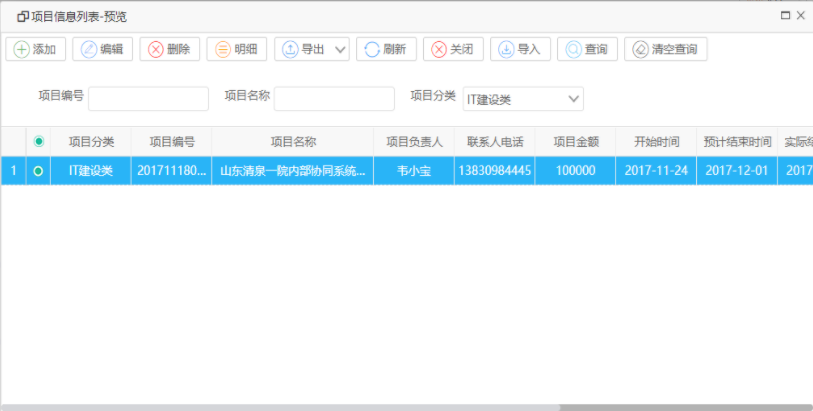 项目信息列表-预览
添加 编辑 删除 明细 导出 刷新 关闭 导入 查询 清空查询
项目编号 项目名称 项目分类 IT建设类
项目分类 项目编号 项目名称 项目负责人 联系人电话 项目金额 开始时间 预计结束时间 实际结
1 IT建设类 201711180... 山东清泉一院内部协同系统... 韦小宝 13830984445 100000 2017-11-24 2017-12-01 2017